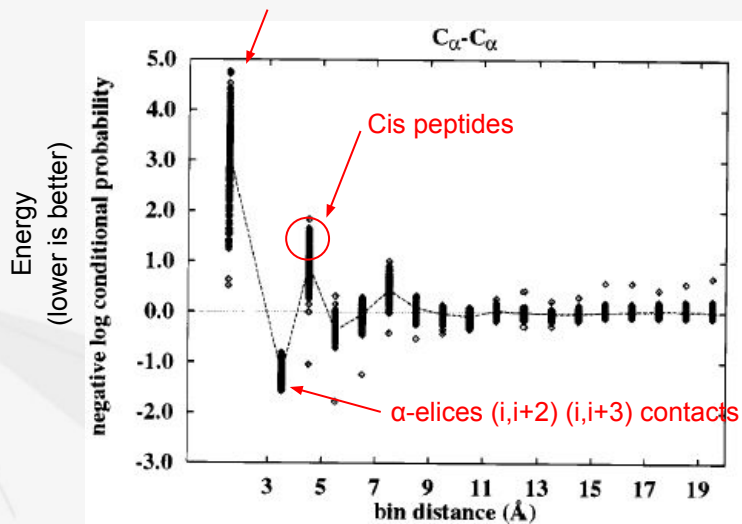 Cα-Cα
5.0
4.0
3.0
2.0
1.0
0.0
-1.0
-2.0
-3.0
Energy
(lower is better)
negative log conditional probability
Cis peptides
α-elices (i,i+2) (i,i+3) contacts
3 5 7 9 11 13 15 17 19
bin distance (Å)